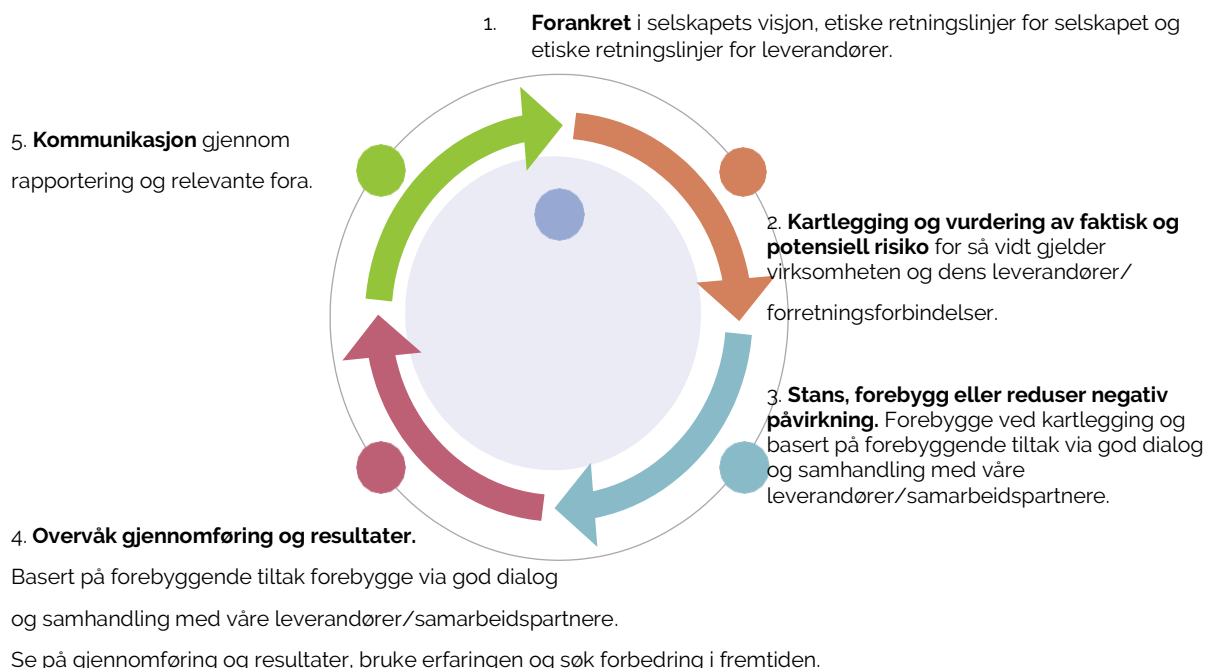 1. Forankret i selskapets visjon, etiske retningslinjer for selskapet og
etiske retningslinjer for leverandører.
5. Kommunikasjon gjennom
rapportering og relevante fora.
2. Kartlegging og vurdering av faktisk og
potensiell risiko for så vidt gjelder
virksomheten og dens leverandører/
forretningsforbindelser.
3. Stans, forebygg eller reduser negativ
påvirkning. Forebygge ved kartlegging og
basert på forebyggende tiltak via god dialog
og samhandling med våre
leverandører/samarbeidspartnere.
4. Overvåk gjennomføring og resultater.
Basert på forebyggende tiltak forebygge via god dialog
og samhandling med våre leverandører/samarbeidspartnere.
Se på gjennomføring og resultater, bruke erfaringen og søk forbedring i fremtiden.